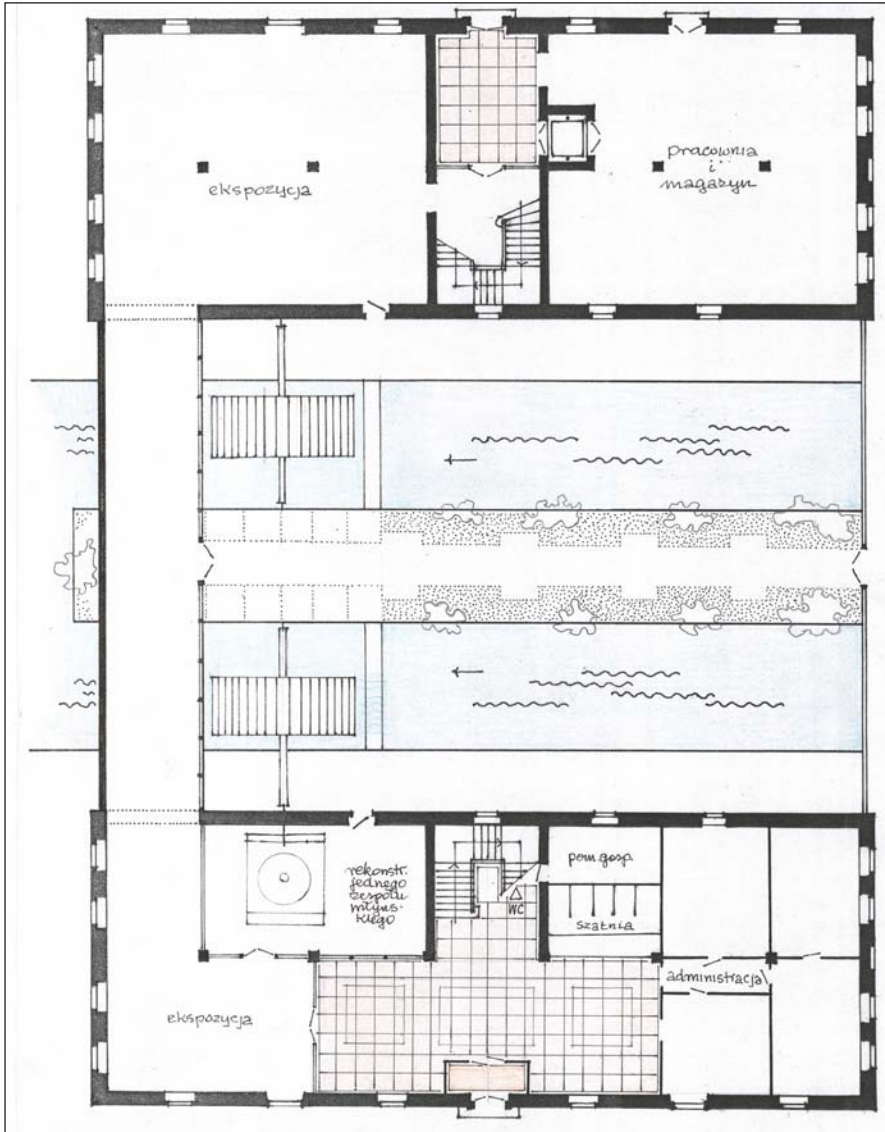 ekspozycja
pracownia
i
magazyn
rekonstr.
jednego
zespołu
młyńs-
kiego
WC
pom.gosp.
szatnia
administracja
ekspozycja